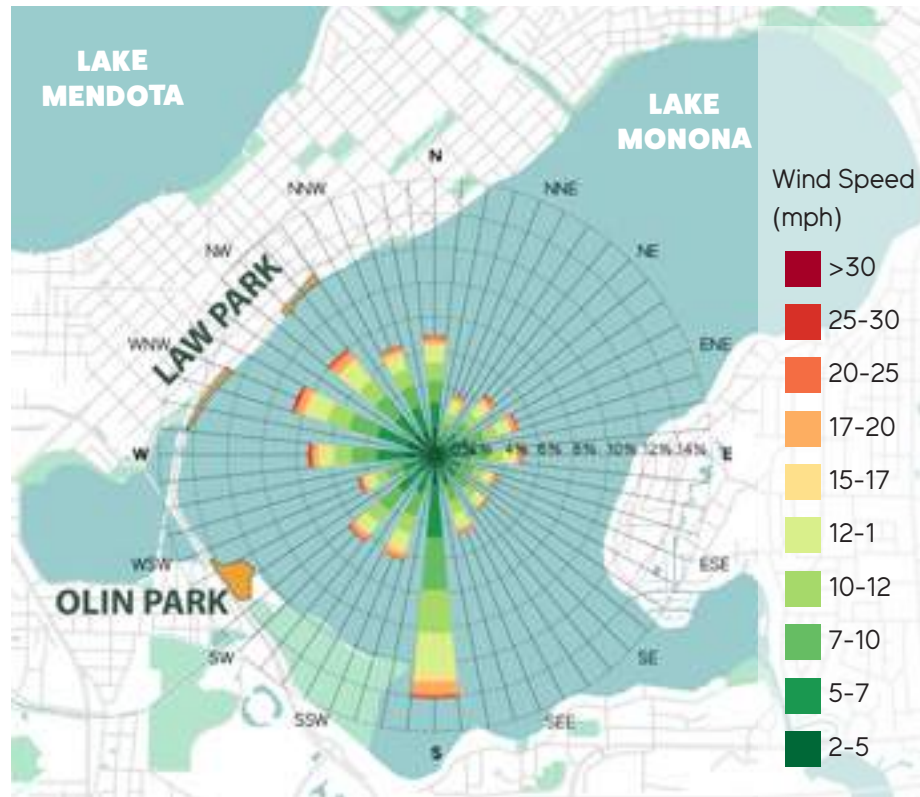 LAKE
MENDOTA
LAKE
MONONA
N
NNW
NNE
NW
NE
LAW PARK
WNW
ENE
W
4% 6% 8% 10% 12% 14%
E
WSW
ESE
OLIN PARK
SW
SE
SSW
SEE
S
Wind Speed
(mph)
>30
25-30
20-25
17-20
15-17
12-1
10-12
7-10
5-7
2-5